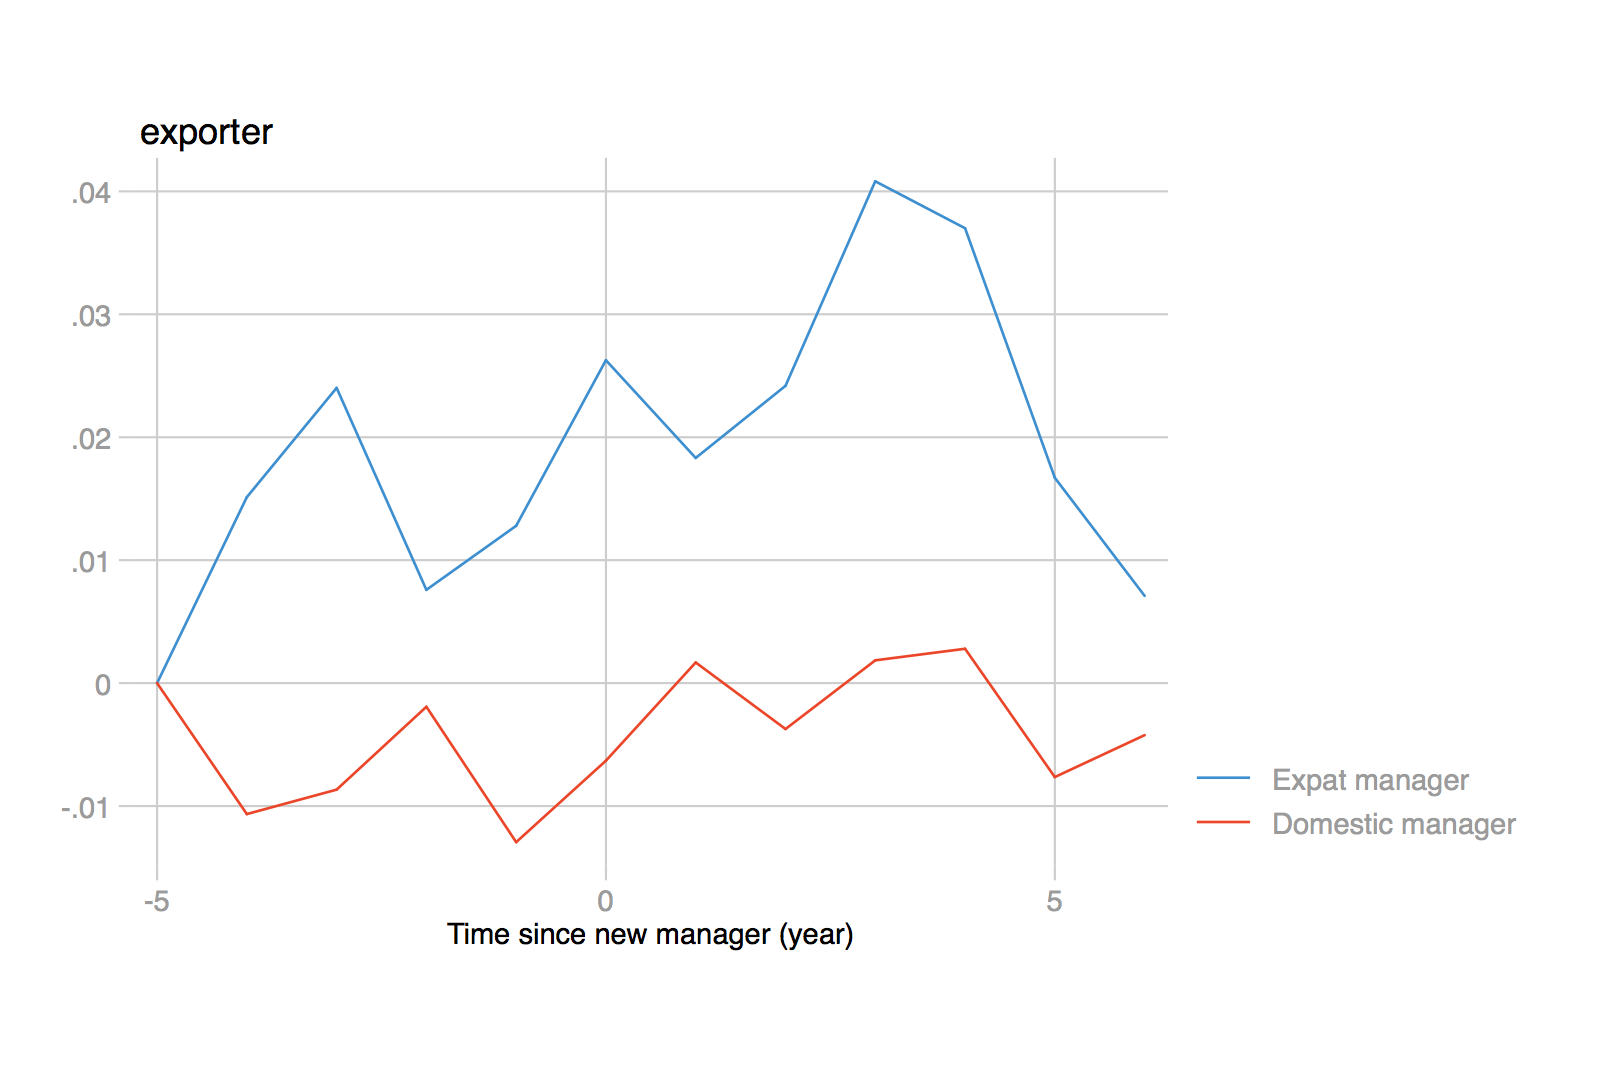 exporter
.04
.03
.02
.01
0
-.01
-5 0 5
Time since new manager (year)
Expat manager
Domestic manager